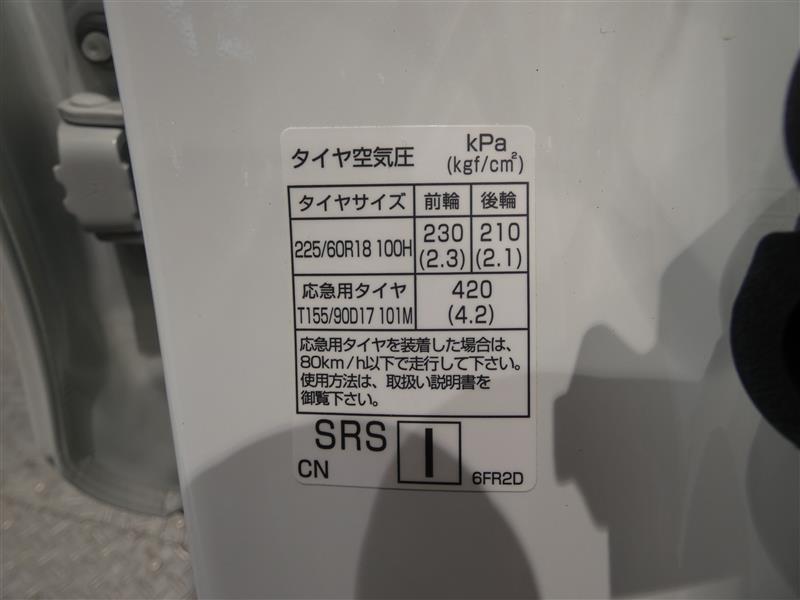 タイヤ空気圧 kPa
(kgf/cm²)
タイヤサイズ 前輪 後輪
225/60R18 100H 230 210
(2.3) (2.1)
応急用タイヤ 420
T155/90D17 101M (4.2)
応急用タイヤを装着した場合は、
80km/h以下で走行して下さい。
使用方法は、取扱い説明書を
御覧下さい。
SRS I
CN 6FR2D